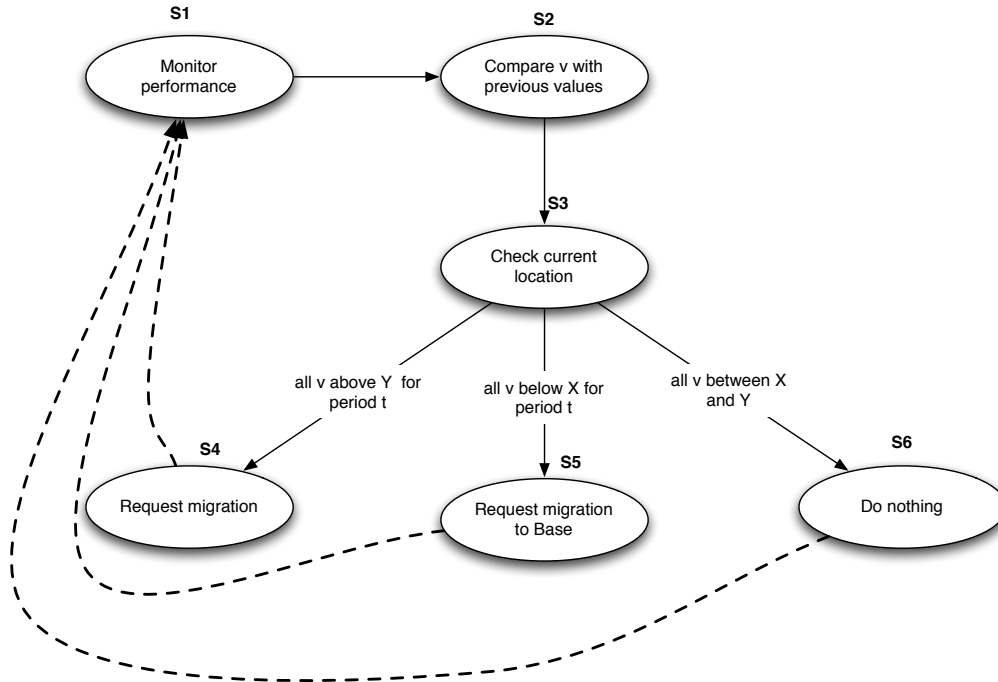 S1
Monitor
performance
S2
Compare v with
previous values
S3
Check current
location
all v above Y for
period t
all v below X for
period t
all v between X
and Y
S4
Request migration
S5
Request migration
to Base
S6
Do nothing